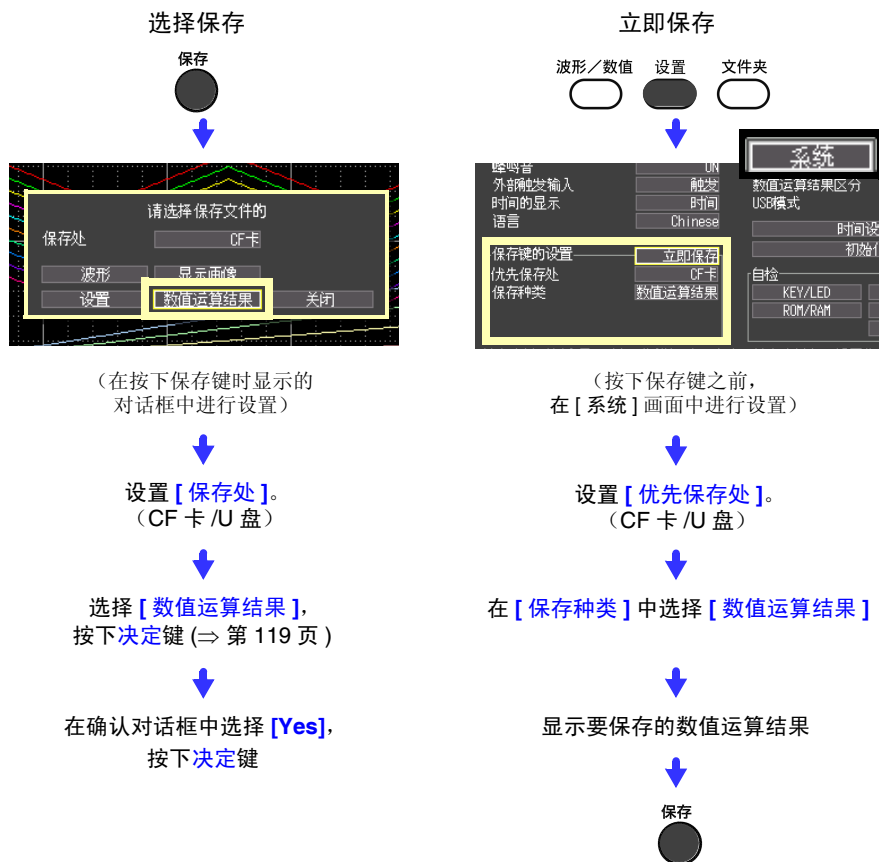 选择保存
保存
请选择保存文件的
保存处 CF卡
波形 显示画像
设置 数值运算结果 关闭
（在按下保存键时显示的
对话框中进行设置）
设置 [ 保存处 ]。
（CF 卡 /U 盘）
选择 [ 数值运算结果 ]，
按下决定键 (⇒ 第 119 页 )
在确认对话框中选择 [Yes]，
按下决定键
立即保存
波形／数值 设置 文件夹
系统
蜂鸣音 ON
外部触发输入 触发
时间的显示 时间
语言 Chinese
数值运算结果区分
USB模式
时间设
初始化
保存键的设置 立即保存
优先保存处 CF卡
保存种类 数值运算结果
自检
KEY/LED
ROM/RAM
（按下保存键之前，
在 [ 系统 ] 画面中进行设置）
设置 [ 优先保存处 ]。
（CF 卡 /U 盘）
在 [ 保存种类 ] 中选择 [ 数值运算结果 ]
显示要保存的数值运算结果
保存